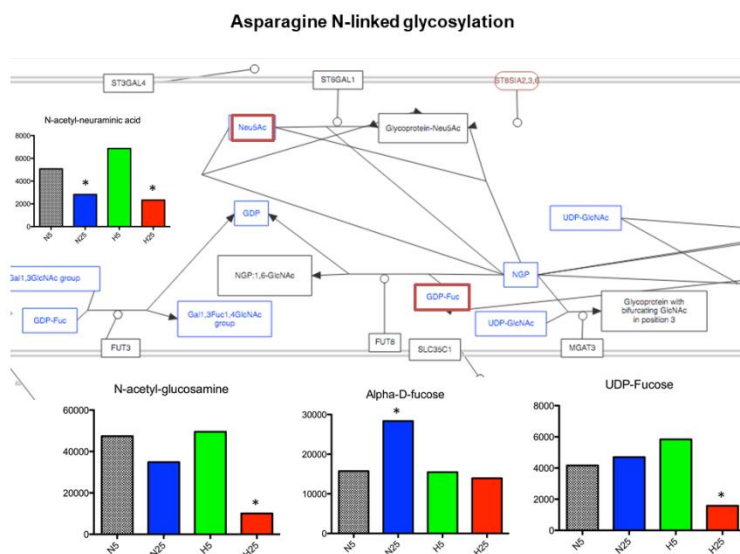 Asparagine N-linked glycosylation
ST3GAL4
ST6GAL1
ST8SIA2,3,6
N-acetyl-neuraminic acid
8000
6000
4000
2000
0
N5
N25
H5
H25
*
*
Neu5Ac
Glycoprotein-Neu5Ac
GDP
UDP-GlcNAc
NGP:1,6-GlcNAc
NGP
Gal1,3GlcNAc group
GDP-Fuc
GDP-Fuc
Gal1,3Fuc1,4GlcNAc
group
UDP-GlcNAc
Glycoprotein with
bifurcating GlcNAc
in position 3
FUT3
FUT8
SLC35C1
MGAT3
N-acetyl-glucosamine
60000
40000
20000
0
N5
N25
H5
H25
*
Alpha-D-fucose
30000
20000
10000
0
N5
N25
H5
H25
*
UDP-Fucose
8000
6000
4000
2000
0
N5
N25
H5
H25
*